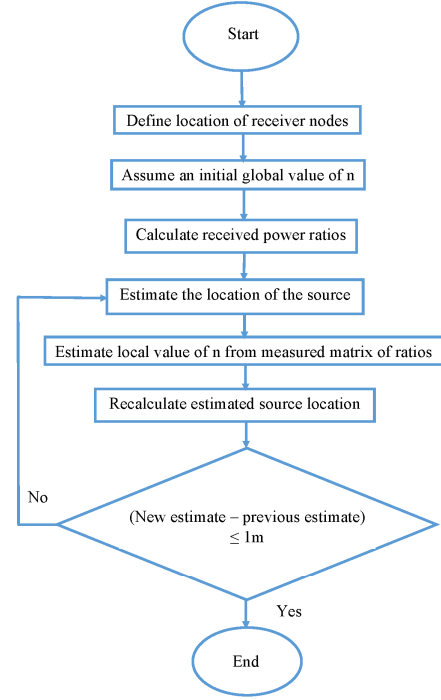 Start
Define location of receiver nodes
Assume an initial global value of n
Calculate received power ratios
Estimate the location of the source
Estimate local value of n from measured matrix of ratios
Recalculate estimated source location
No
(New estimate – previous estimate)
≤ 1m
Yes
End